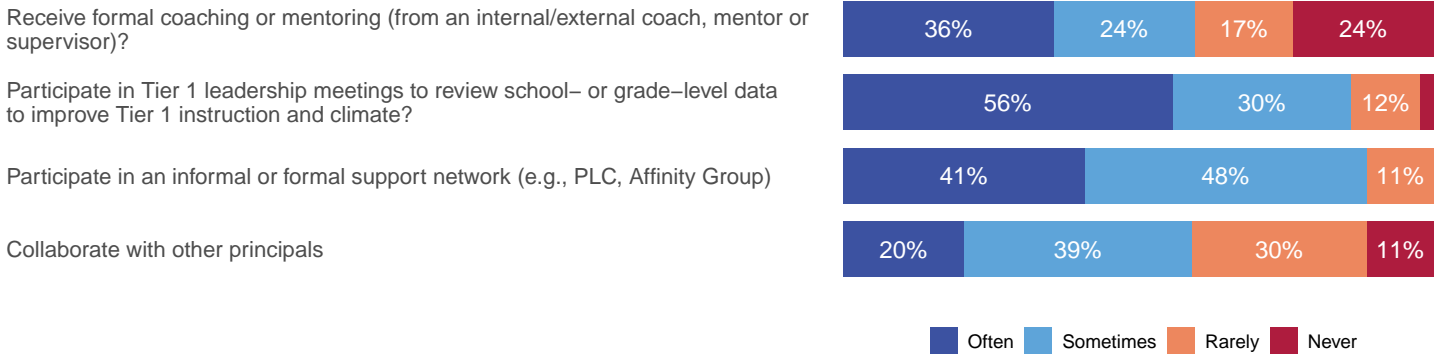 Receive formal coaching or mentoring (from an internal/external coach, mentor or
supervisor)?
36% 24% 17% 24%
Participate in Tier 1 leadership meetings to review school− or grade−level data
to improve Tier 1 instruction and climate?
56% 30% 12%
Participate in an informal or formal support network (e.g., PLC, Affinity Group)
41% 48% 11%
Collaborate with other principals
20% 39% 30% 11%
Often Sometimes Rarely Never